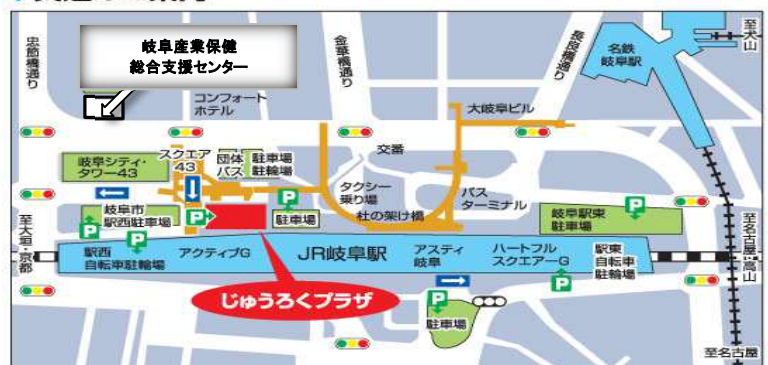 忠節橋通り
岐阜産業保健
総合支援センター
金華橋通り
長良橋通り
名鉄
岐阜駅
至犬山
コンフォート
ホテル
大岐阜ビル
交番
岐阜シティ・
タワー43
スクエア
43
団体
バス
駐車場
駐輪場
タクシー
乗り場
バス
ターミナル
杜の架け橋
岐阜市
駅西駐車場
P
P
P
駐車場
岐阜駅東
駐車場
P
至大垣・京都
至名古屋・高山
駅西
自転車駐輪場
P
アクティブG
JR岐阜駅
アスティ
岐阜
ハートフル
スクエアーG
駅東
自転車
駐輪場
P
じゅうろくプラザ
P
駐車場
至名古屋